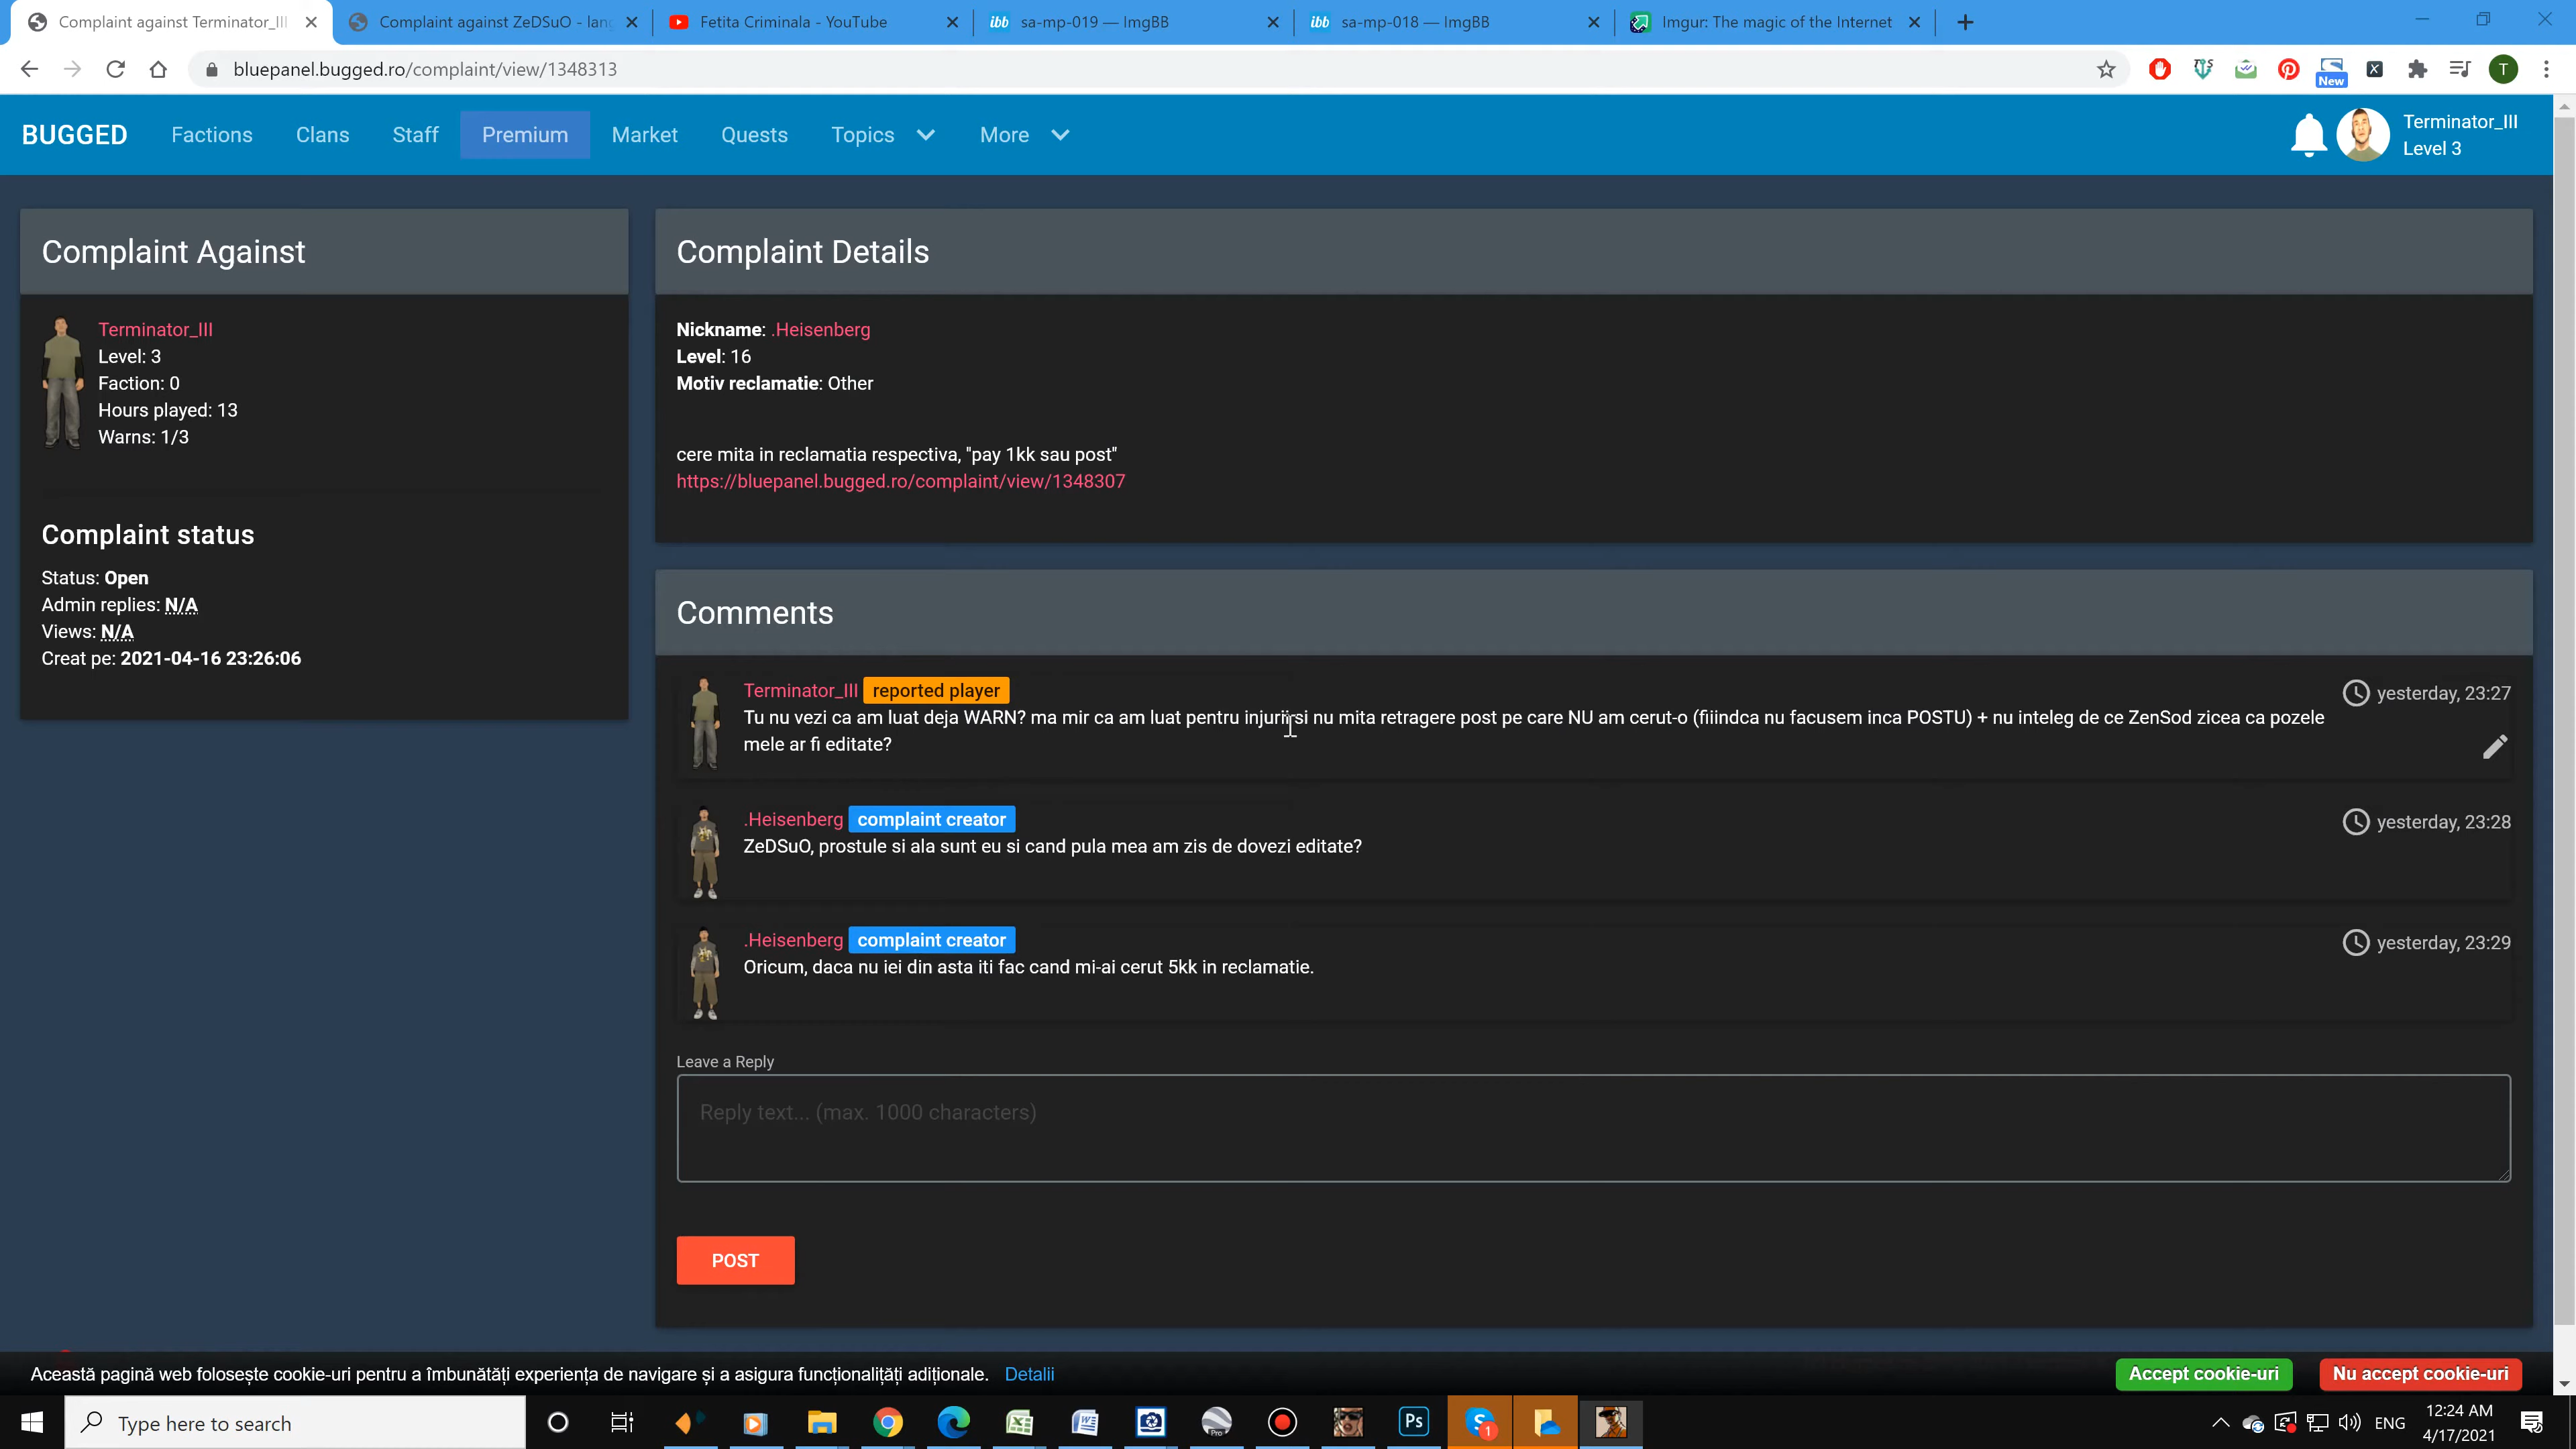 Complaint against Terminator_III
Complaint against ZeDSuO - lang
Fetita Criminala - YouTube
ibb sa-mp-019 — ImgBB
ibb sa-mp-018 — ImgBB
Imgur: The magic of the Internet
bluepanel.bugged.ro/complaint/view/1348313
New
T
BUGGED Factions Clans Staff Premium Market Quests Topics More
Terminator_III
Level 3
Complaint Against
Terminator_III
Level: 3
Faction: 0
Hours played: 13
Warns: 1/3
Complaint status
Status: Open
Admin replies: N/A
Views: N/A
Creat pe: 2021-04-16 23:26:06
Complaint Details
Nickname: .Heisenberg
Level: 16
Motiv reclamatie: Other
cere mita in reclamatia respectiva, "pay 1kk sau post"
https://bluepanel.bugged.ro/complaint/view/1348307
Comments
Terminator_III reported player
yesterday, 23:27
Tu nu vezi ca am luat deja WARN? ma mir ca am luat pentru injurii si nu mita retragere post pe care NU am cerut-o (fiiindca nu facusem inca POSTU) + nu inteleg de ce ZenSod zicea ca pozele
mele ar fi editate?
.Heisenberg complaint creator
yesterday, 23:28
ZeDSuO, prostule si ala sunt eu si cand pula mea am zis de dovezi editate?
.Heisenberg complaint creator
yesterday, 23:29
Oricum, daca nu iei din asta iti fac cand mi-ai cerut 5kk in reclamatie.
Leave a Reply
Reply text... (max. 1000 characters)
POST
Această pagină web folosește cookie-uri pentru a îmbunătăți experiența de navigare și a asigura funcționalități adiționale. Detalii
Accept cookie-uri
Nu accept cookie-uri
Type here to search
Pro
Ps
1
ENG
12:24 AM
4/17/2021